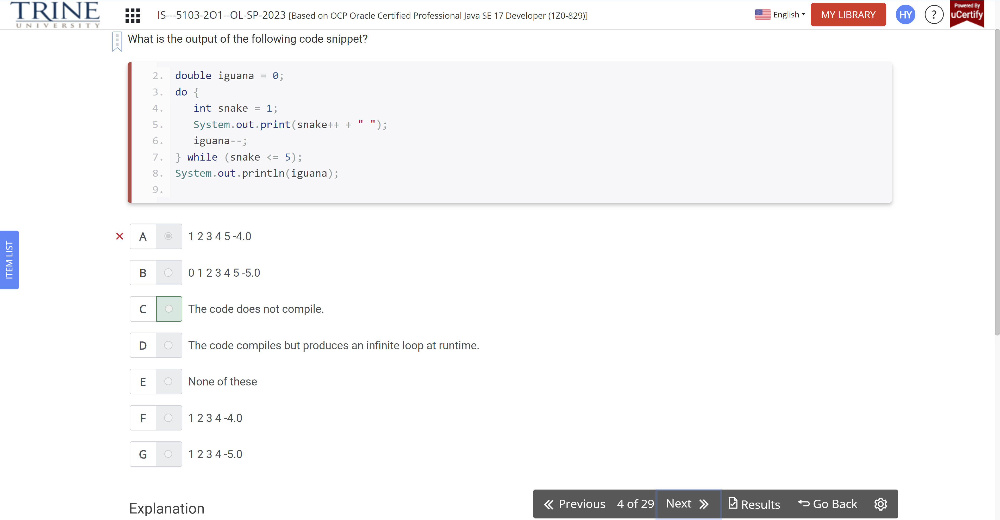 TRINE
UNIVERSITY
IS---5103-2O1--OL-SP-2023 [Based on OCP Oracle Certified Professional Java SE 17 Developer (1Z0-829)]
English
MY LIBRARY
HY
?
Powered By
uCertify
What is the output of the following code snippet?
2. double iguana = 0;
3. do {
4. int snake = 1;
5. System.out.print(snake++ + " ");
6. iguana--;
7. } while (snake <= 5);
8. System.out.println(iguana);
9.
ITEM LIST
A 1 2 3 4 5 -4.0
B 0 1 2 3 4 5 -5.0
C The code does not compile.
D The code compiles but produces an infinite loop at runtime.
E None of these
F 1 2 3 4 -4.0
G 1 2 3 4 -5.0
Explanation
Previous 4 of 29 Next Results Go Back